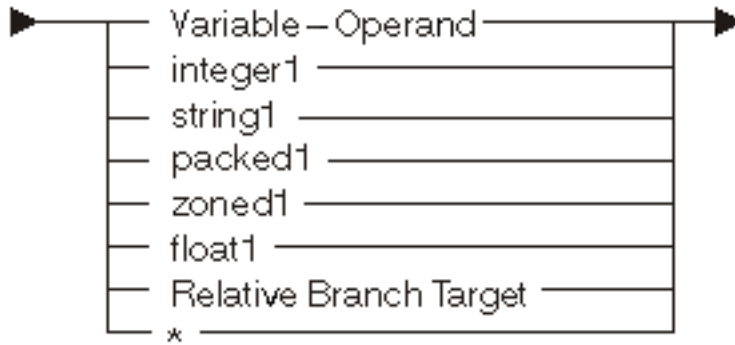 Variable–Operand
integer1
string1
packed1
zoned1
float1
Relative Branch Target
*